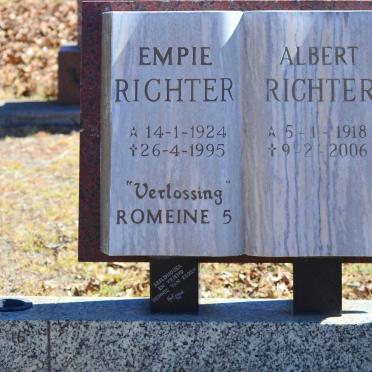 EMPIE
RICHTER
14-1-1924
✝26-4-1995
"Verlossing"
ROMEINE 5
ALBERT
RICHTER
5-1-1918
✝9-2-2006